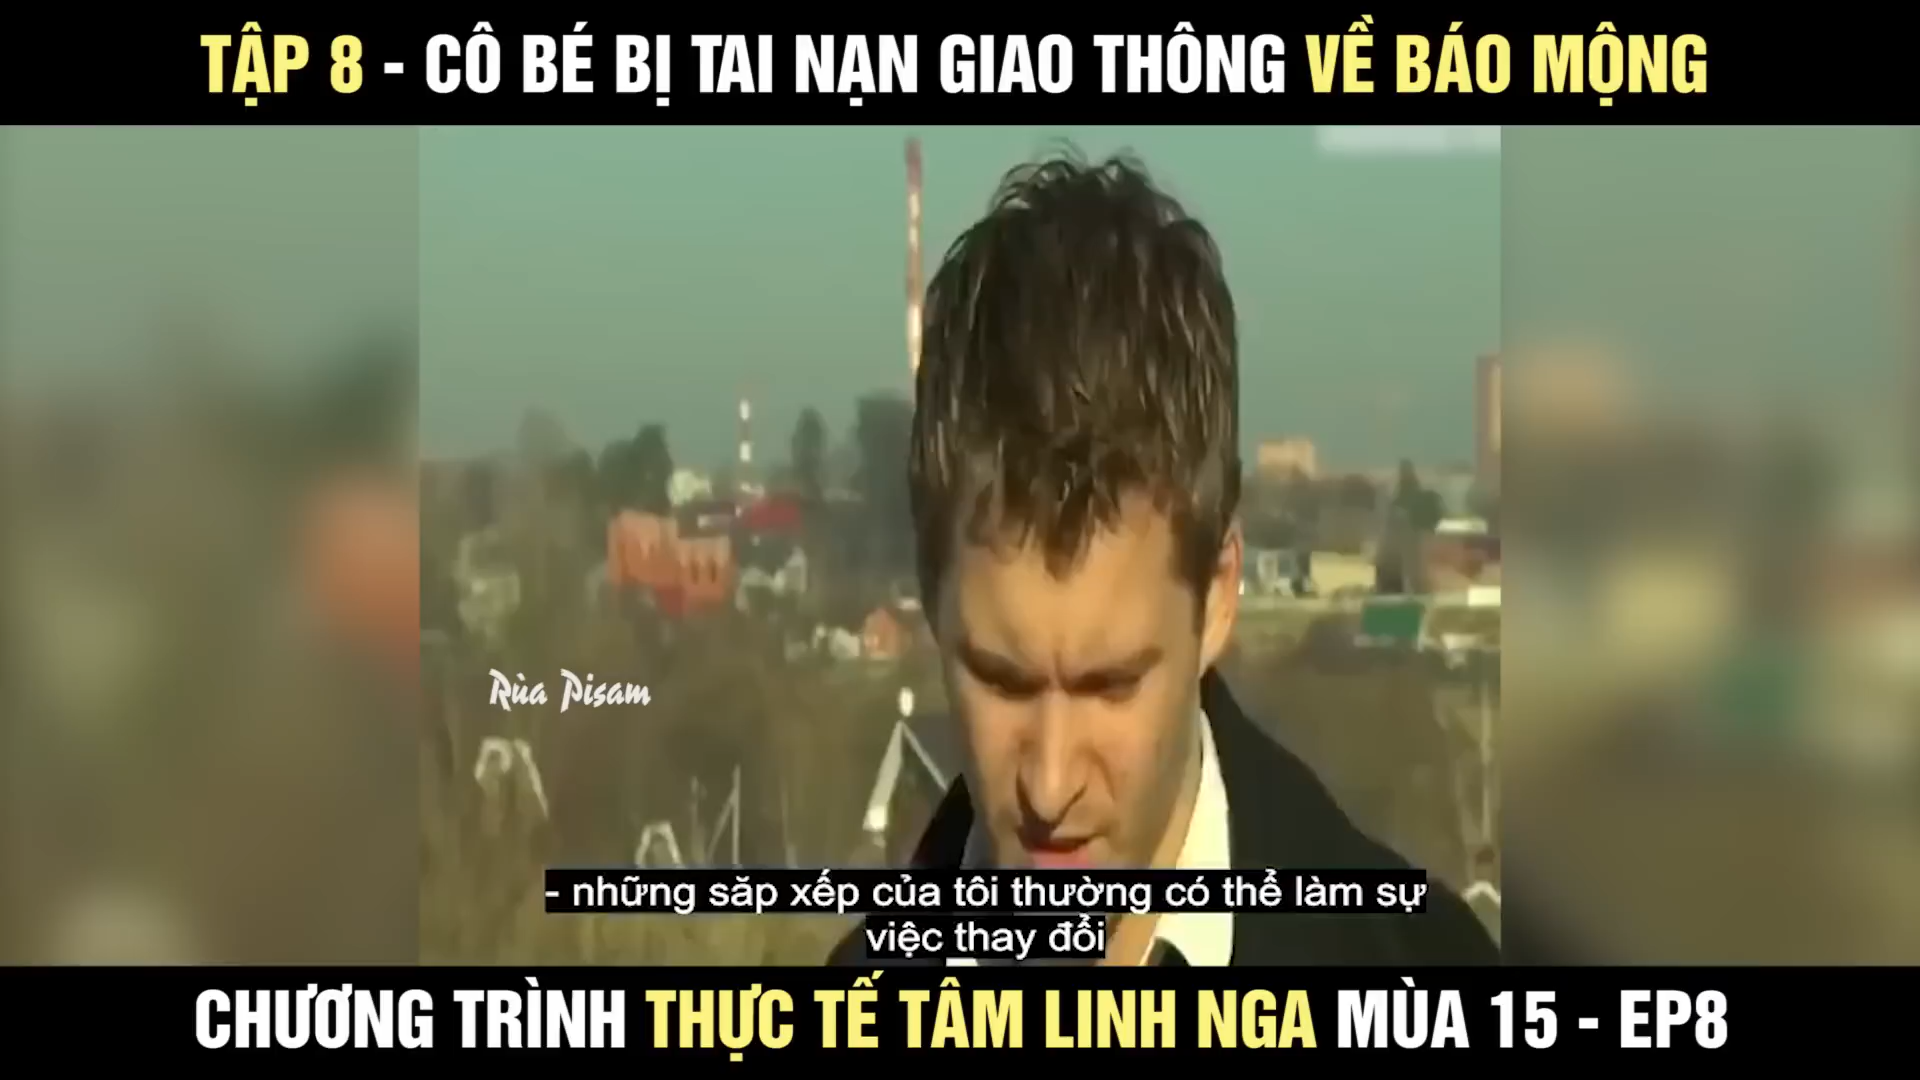 TẬP 8 - CÔ BÉ BỊ TAI NẠN GIAO THÔNG VỀ BÁO MỘNG
Rùa Pisam
- những săp xếp của tôi thường có thể làm sự
việc thay đổi
CHƯƠNG TRÌNH THỰC TẾ TÂM LINH NGA MÙA 15 - EP8